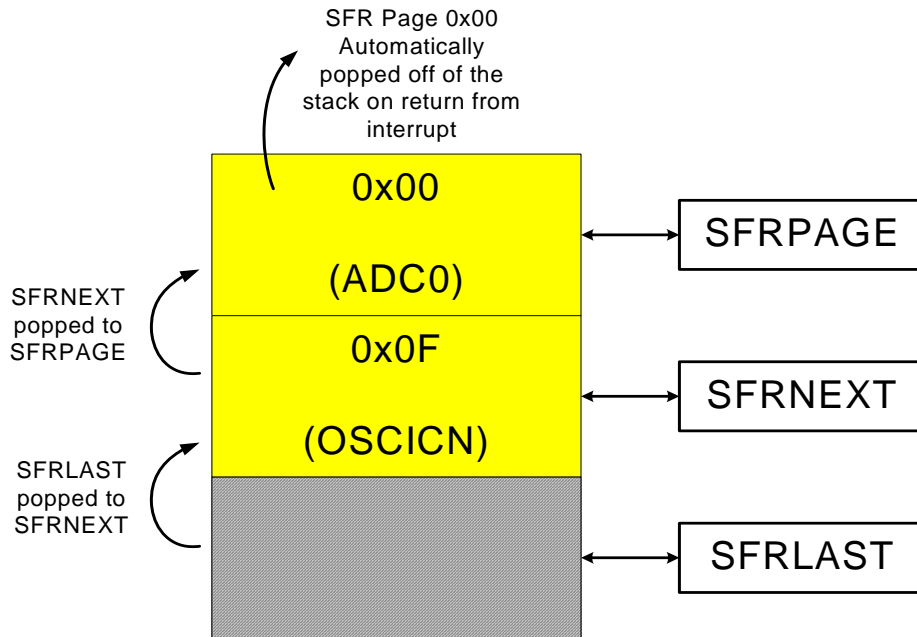 SFR Page 0x00
Automatically
popped off of the
stack on return from
interrupt
0x00
(ADC0)
SFRPAGE
SFRNEXT
popped to
SFRPAGE
0x0F
(OSCICN)
SFRNEXT
SFRLAST
popped to
SFRNEXT
SFRLAST